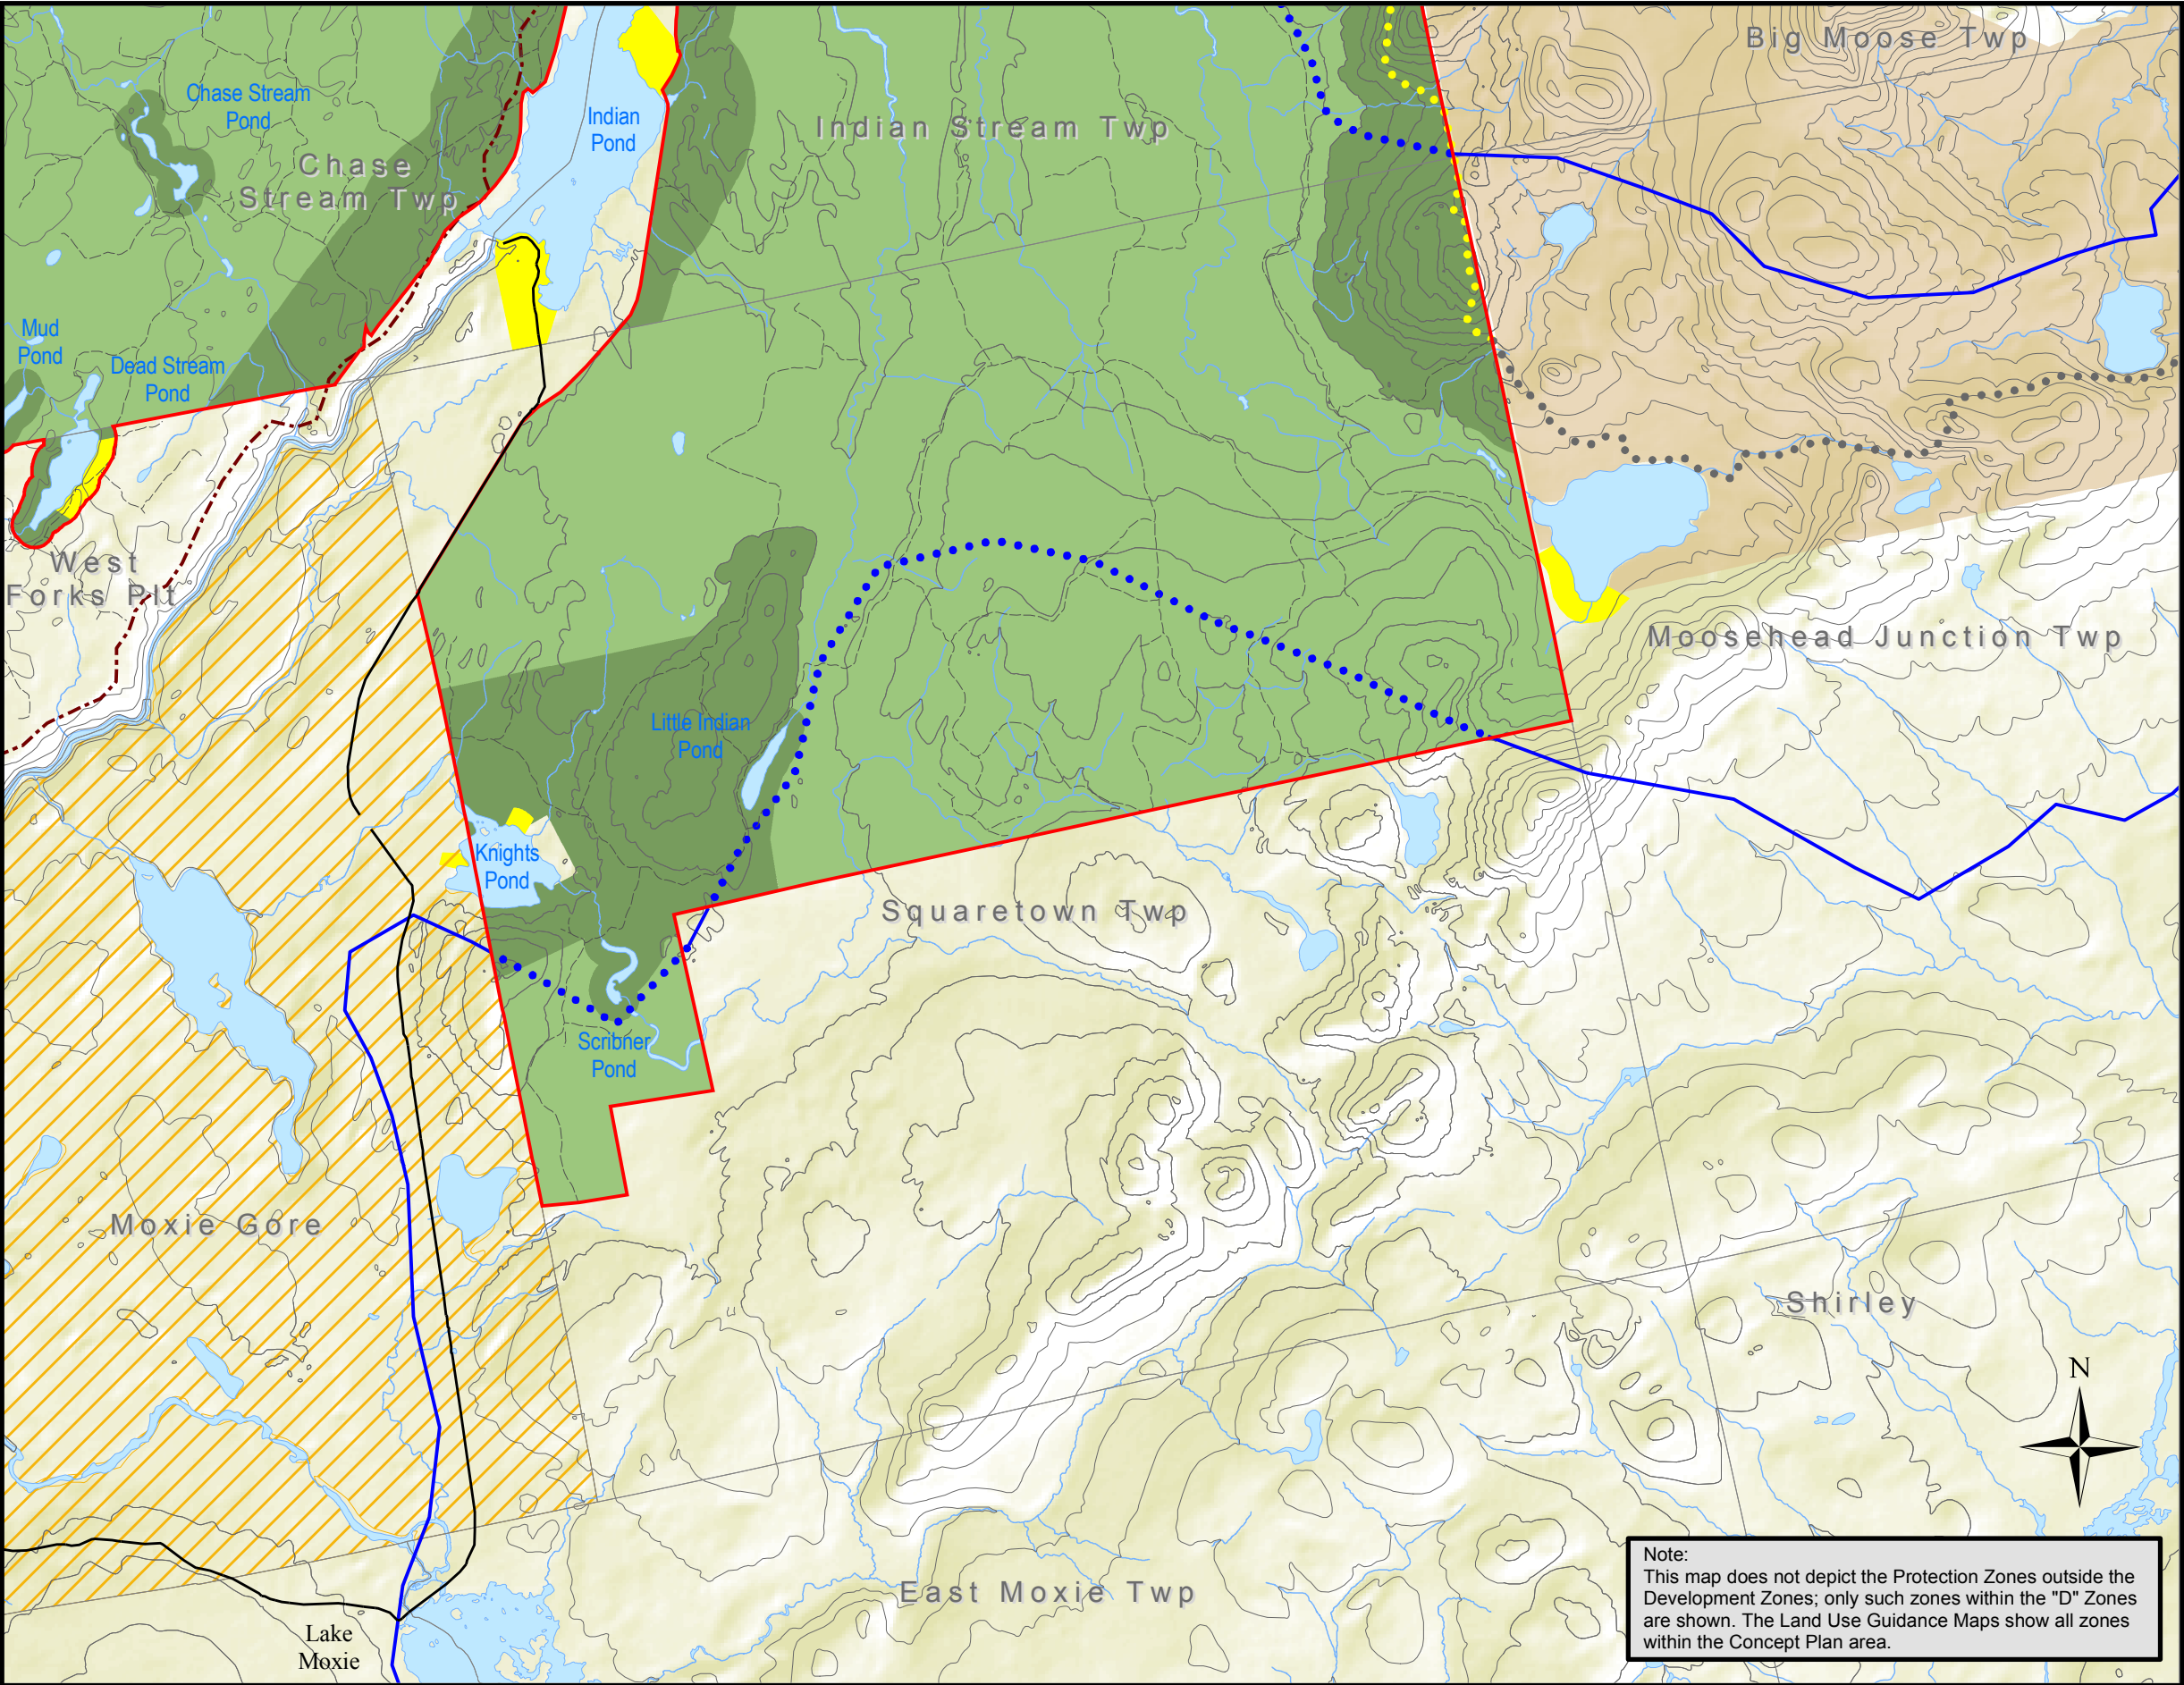 Big Moose Twp
Chase Stream
Pond
Indian
Pond
Indian Stream Twp
Chase
Stream Twp
Mud
Pond
Dead Stream
Pond
West
Forks Plt
Moosehead Junction Twp
Little Indian
Pond
Knights
Pond
Squaretown Twp
Scribner
Pond
Moxie Gore
Shirley
N
East Moxie Twp
Lake
Moxie
Note:
This map does not depict the Protection Zones outside the
Development Zones; only such zones within the "D" Zones
are shown. The Land Use Guidance Maps show all zones
within the Concept Plan area.